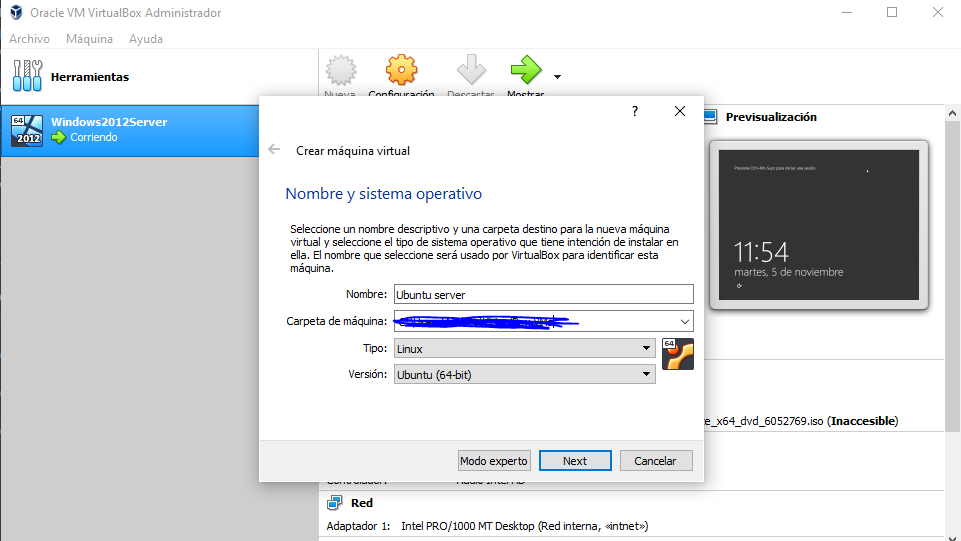 Oracle VM VirtualBox Administrador
Archivo Máquina Ayuda
Herramientas
Nueva Configuración Descartar Mostrar
64
2012
Windows2012Server
Corriendo
Previsualización
Presione Ctrl+Alt+Supr para iniciar una sesión.
11:54
martes, 5 de noviembre
?
Crear máquina virtual
Nombre y sistema operativo
Seleccione un nombre descriptivo y una carpeta destino para la nueva máquina
virtual y seleccione el tipo de sistema operativo que tiene intención de instalar en
ella. El nombre que seleccione será usado por VirtualBox para identificar esta
máquina.
Nombre: Ubuntu server
Carpeta de máquina:
Tipo: Linux
64
Versión: Ubuntu (64-bit)
Modo experto Next Cancelar
e_x64_dvd_6052769.iso (Inaccesible)
Controlador: Audio Intel HD
Red
Adaptador 1: Intel PRO/1000 MT Desktop (Red interna, «intnet»)